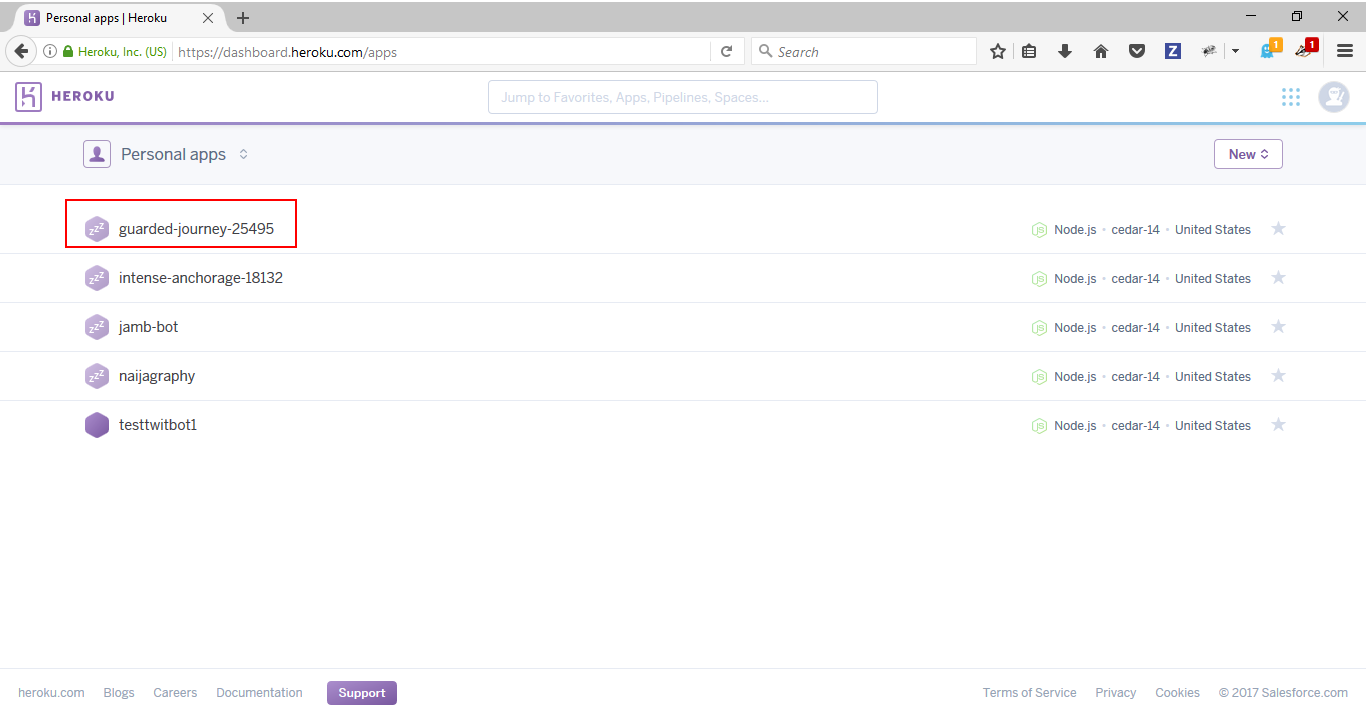 Personal apps | Heroku
Heroku, Inc. (US) https://dashboard.heroku.com/apps Search 1 1
HEROKU Jump to Favorites, Apps, Pipelines, Spaces...
Personal apps New
zzz guarded-journey-25495 Node.js • cedar-14 • United States
zzz intense-anchorage-18132 Node.js • cedar-14 • United States
zzz jamb-bot Node.js • cedar-14 • United States
zzz naijagraphy Node.js • cedar-14 • United States
testtwitbot1 Node.js • cedar-14 • United States
heroku.com Blogs Careers Documentation Support Terms of Service Privacy Cookies © 2017 Salesforce.com